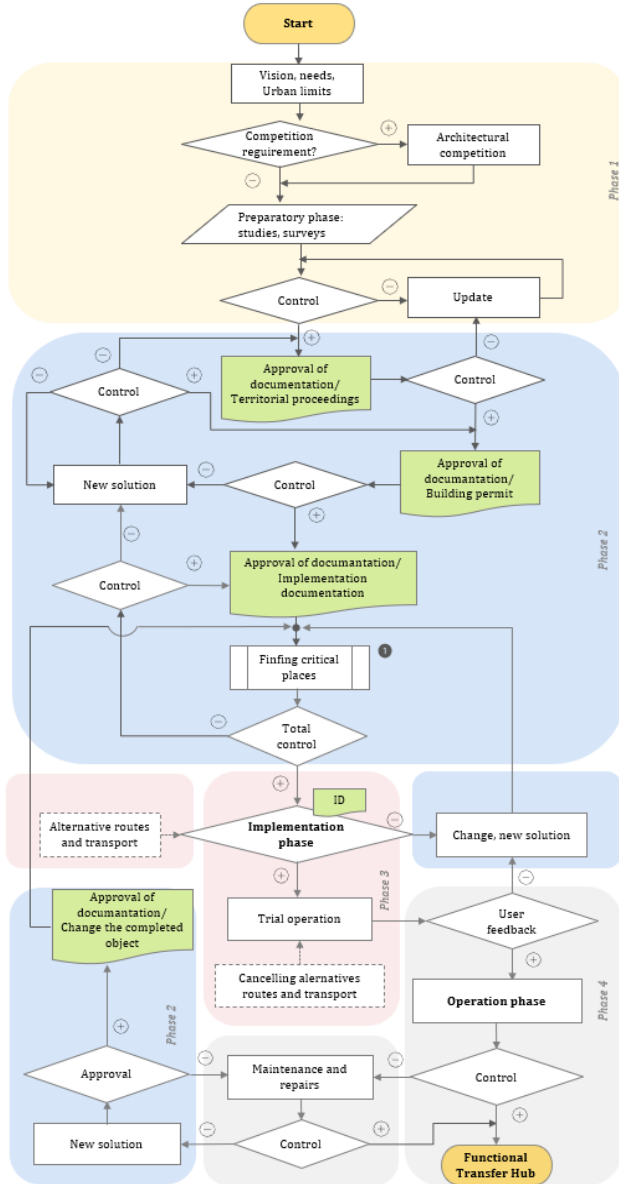 Start
Vision, needs,
Urban limits
Competition
reguirement?
+
Architectural
competition
−
Phase 1
Preparatory phase:
studies, surveys
Control
−
Update
+
−
−
−
Approval of
documentation/
Territorial proceedings
Control
+
Control
+
New solution
−
Control
Approval of
documantation/
Building permit
+
−
Phase 2
Control
+
Approval of documantation/
Implementation
documentation
Finfing critical
places
1
−
Total
control
+
ID
Alternative routes
and transport
Implementation
phase
−
Change, new solution
+
Phase 3
−
Approval of
documantation/
Change the completed
object
Trial operation
User
feedback
+
Cancelling alernatives
routes and transport
Operation phase
Phase 4
Phase 2
+
Approval
−
Maintenance and
repairs
−
Control
New solution
−
Control
+
+
Functional
Transfer Hub